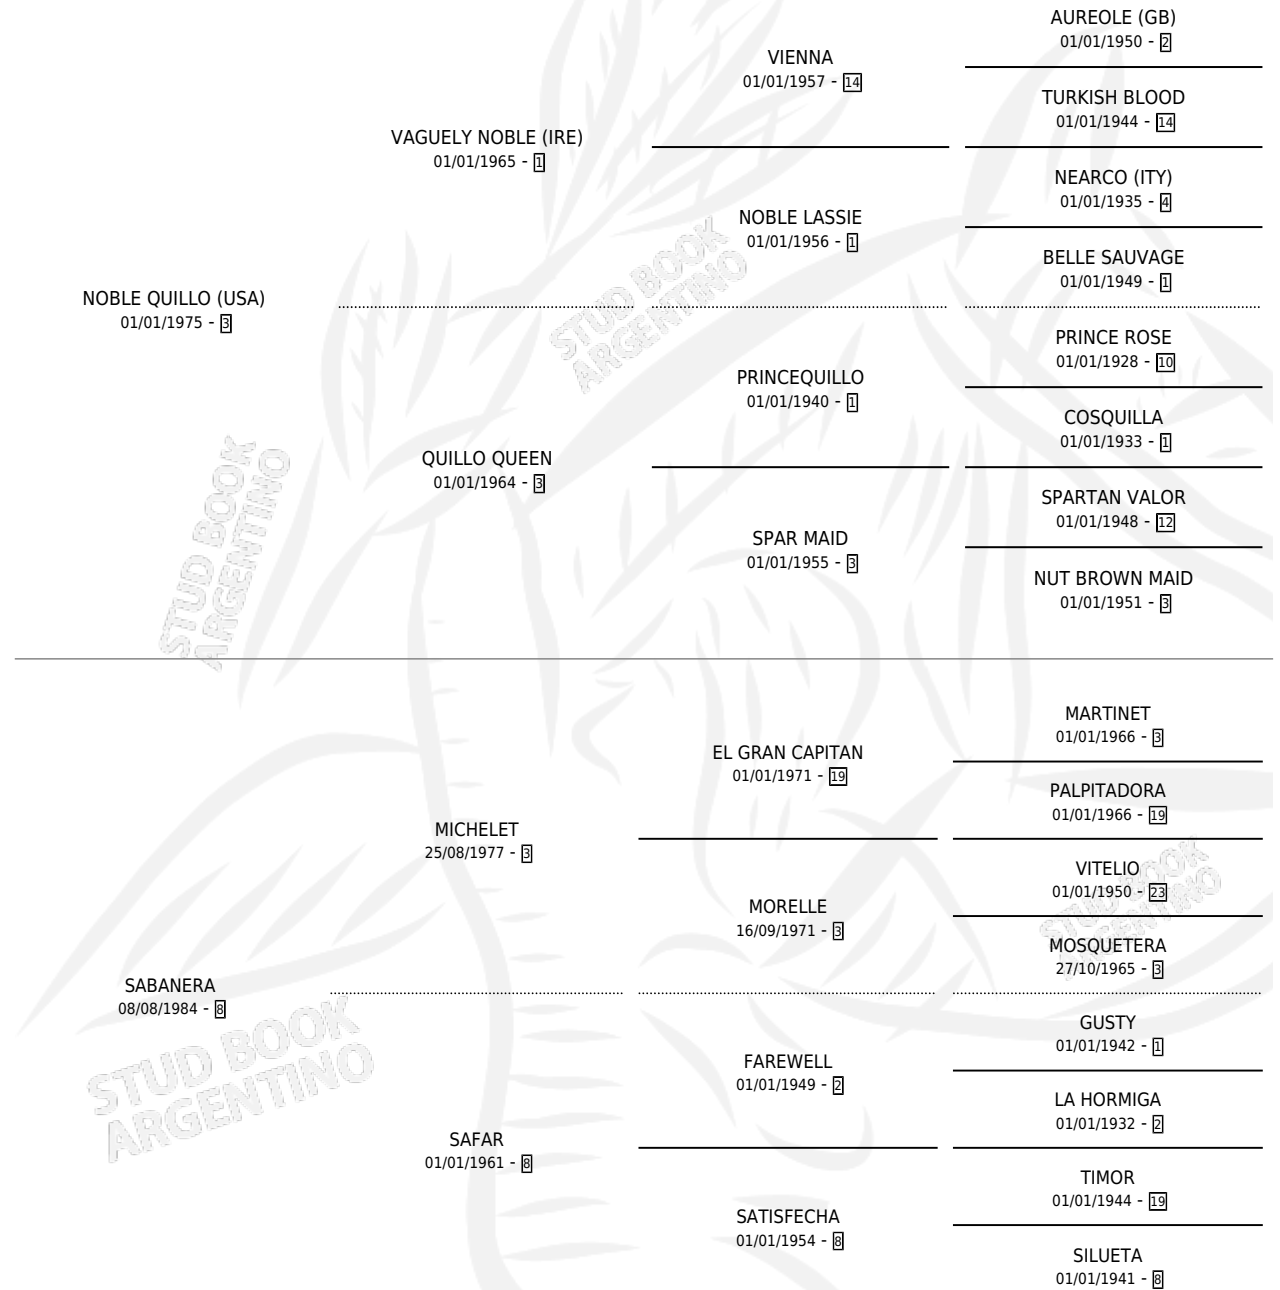 AUREOLE (GB)
01/01/1950 - 2
VIENNA
01/01/1957 - 14
TURKISH BLOOD
01/01/1944 - 14
VAGUELY NOBLE (IRE)
01/01/1965 - 1
NEARCO (ITY)
01/01/1935 - 4
NOBLE LASSIE
01/01/1956 - 1
BELLE SAUVAGE
01/01/1949 - 1
NOBLE QUILLO (USA)
01/01/1975 - 3
PRINCE ROSE
01/01/1928 - 10
PRINCEQUILLO
01/01/1940 - 1
COSQUILLA
01/01/1933 - 1
QUILLO QUEEN
01/01/1964 - 3
SPARTAN VALOR
01/01/1948 - 12
SPAR MAID
01/01/1955 - 3
NUT BROWN MAID
01/01/1951 - 3
STUD BOOK
ARGENTINO
STUD BOOK
ARGENTINO
MARTINET
01/01/1966 - 3
EL GRAN CAPITAN
01/01/1971 - 19
PALPITADORA
01/01/1966 - 19
MICHELET
25/08/1977 - 3
VITELIO
01/01/1950 - 23
MORELLE
16/09/1971 - 3
MOSQUETERA
27/10/1965 - 3
SABANERA
08/08/1984 - 8
GUSTY
01/01/1942 - 1
FAREWELL
01/01/1949 - 2
LA HORMIGA
01/01/1932 - 2
SAFAR
01/01/1961 - 8
TIMOR
01/01/1944 - 19
SATISFECHA
01/01/1954 - 8
SILUETA
01/01/1941 - 8
STUD BOOK
ARGENTINO
STUD BOOK
ARGENTINO